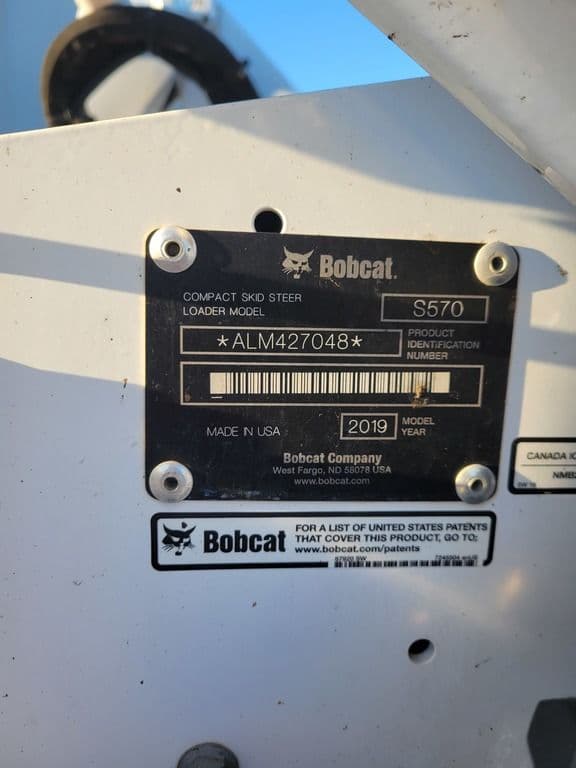 Bobcat.
COMPACT SKID STEER
LOADER MODEL
S570
*ALM427048*
PRODUCT
IDENTIFICATION
NUMBER
MADE IN USA
2019
MODEL
YEAR
Bobcat Company
West Fargo, ND 58078 USA
www.bobcat.com
Bobcat
FOR A LIST OF UNITED STATES PATENTS
THAT COVER THIS PRODUCT, GO TO;
www.bobcat.com/patents
CANADA